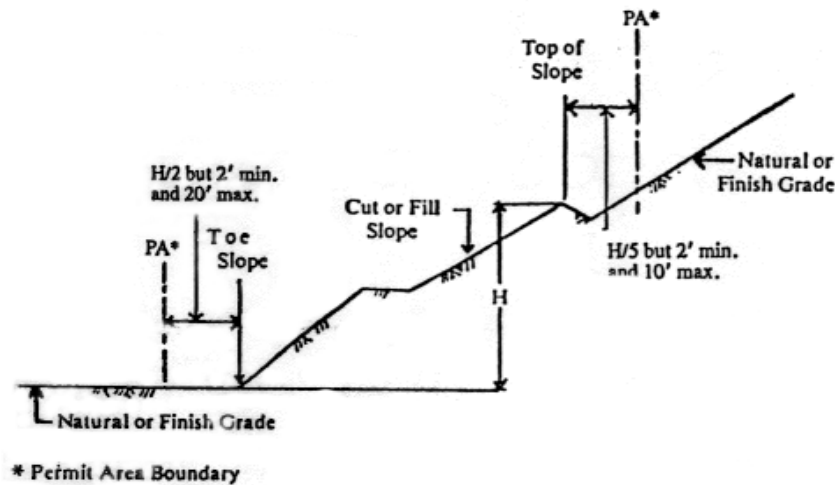 PA*
Top of
Slope
H/2 but 2' min.
and 20' max.
Natural or
Finish Grade
Cut or Fill
Slope
PA*
Toe
Slope
H/5 but 2' min.
and 10' max.
H
Natural or Finish Grade
* Permit Area Boundary